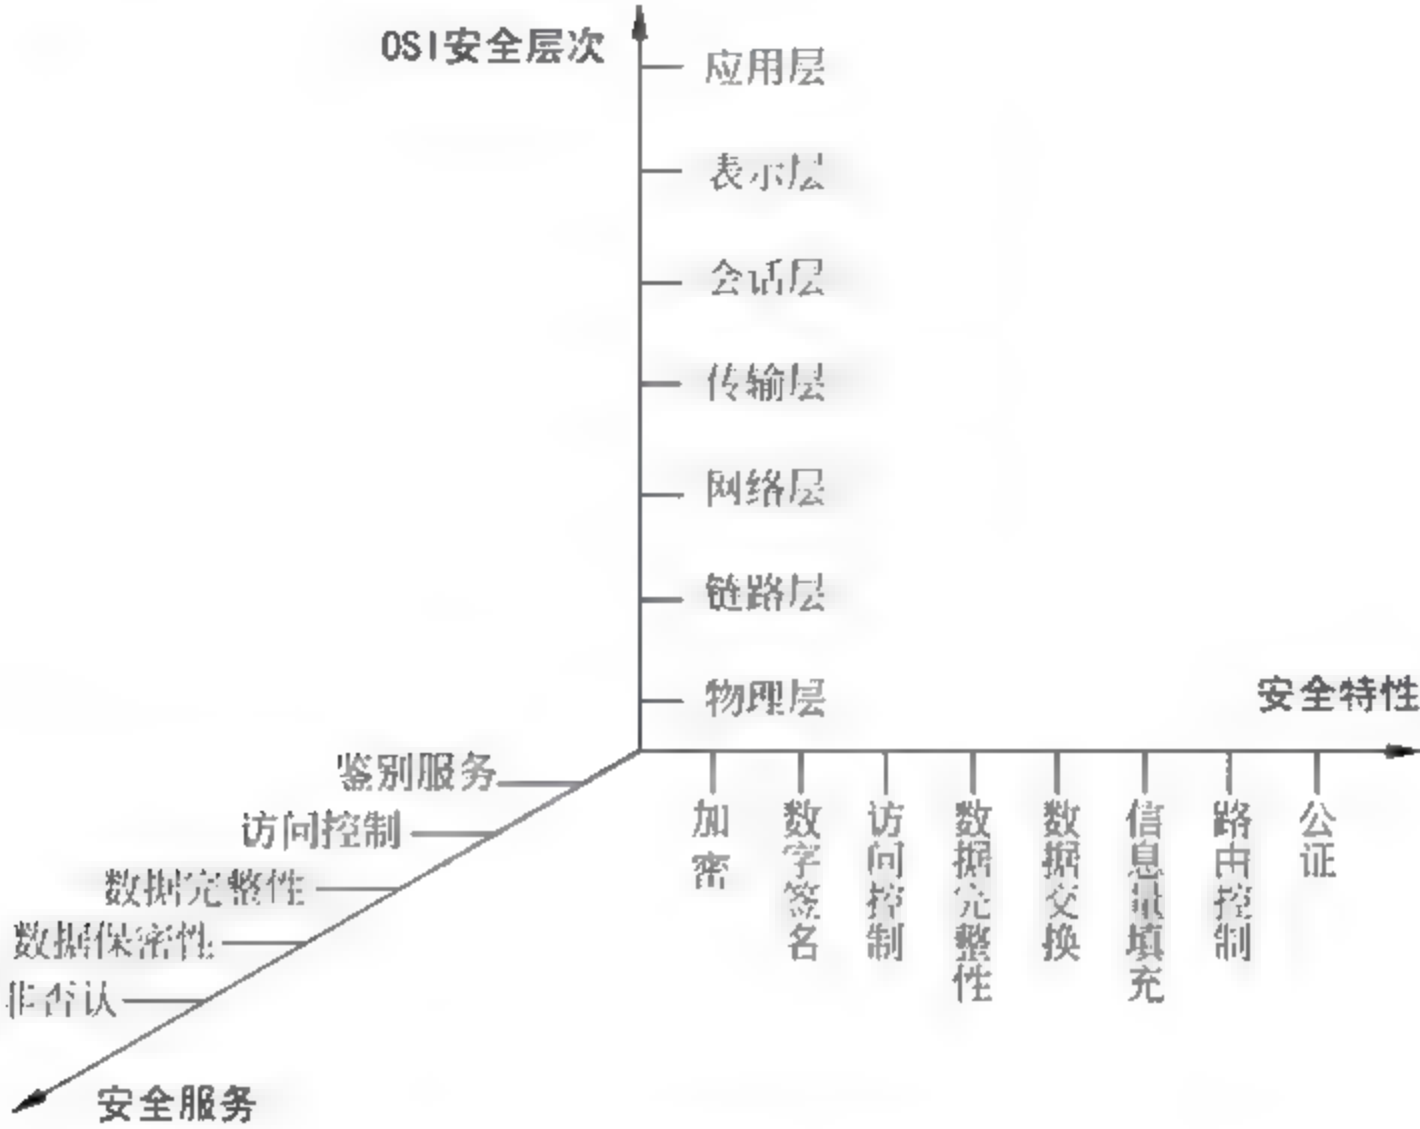 OSI安全层次
应用层
表示层
会话层
传输层
网络层
链路层
物理层
安全特性
加密
数字签名
访问控制
数据完整性
数据交换
信息量填充
路由控制
公证
鉴别服务
访问控制
数据完整性
数据保密性
非否认
安全服务